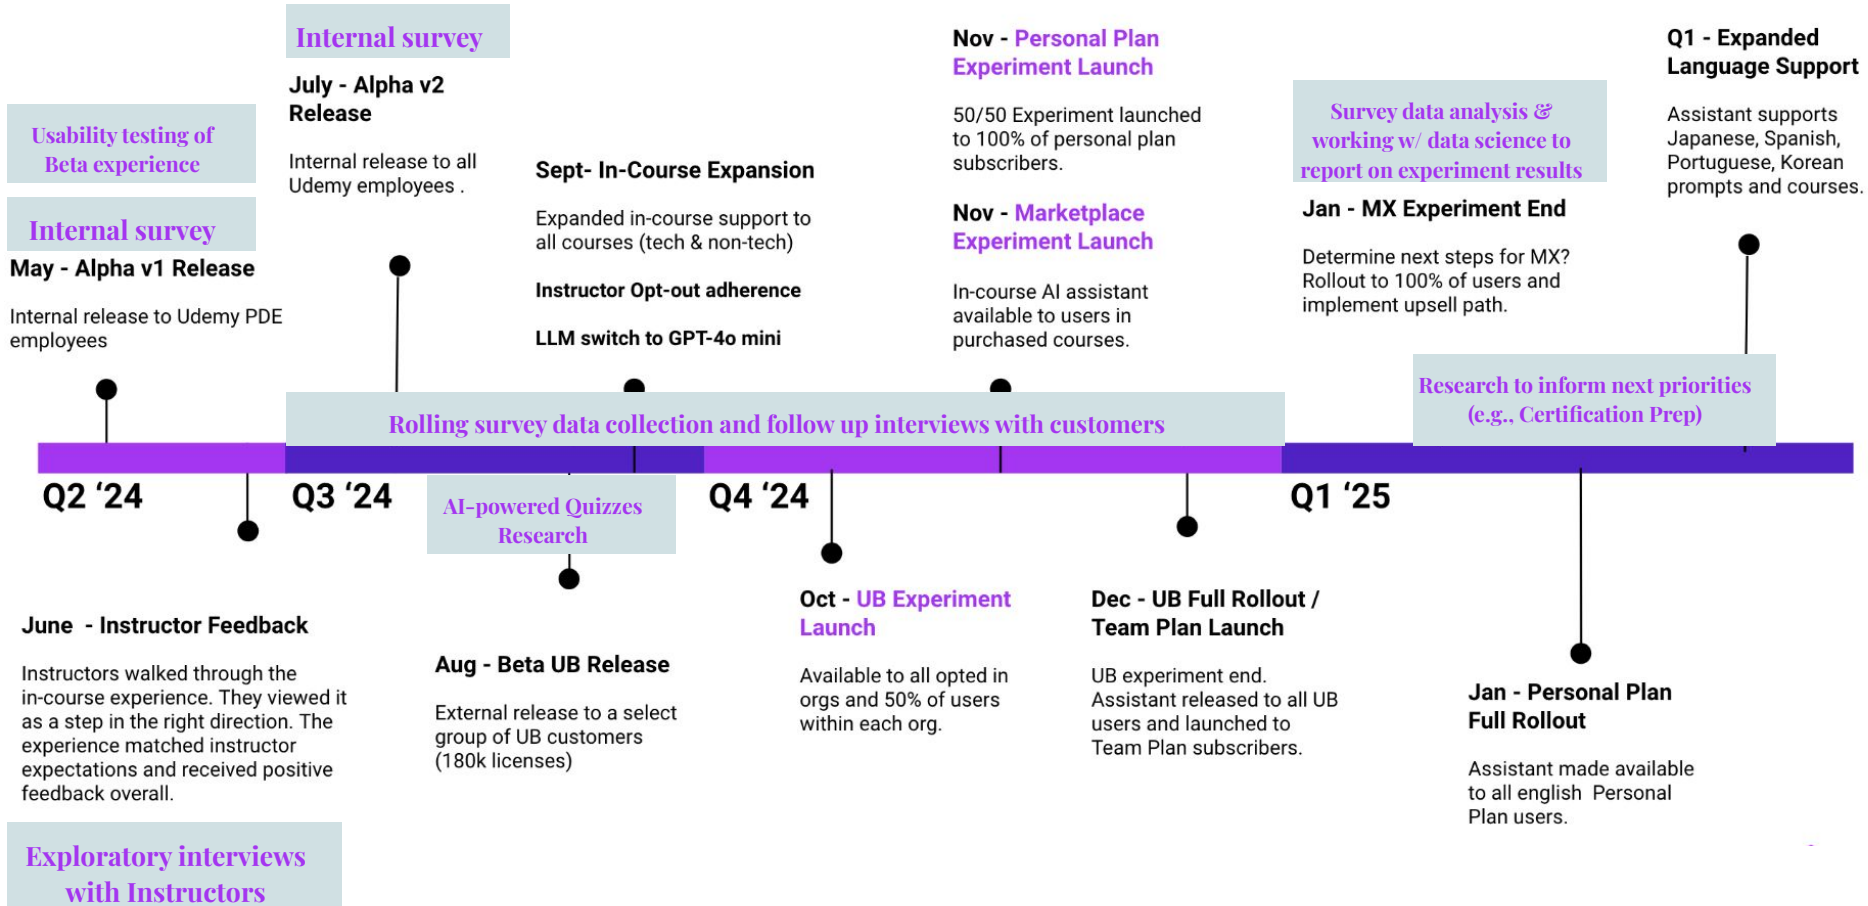 Usability testing of
Beta experience
Internal survey
May - Alpha v1 Release
Internal release to Udemy PDE
employees
Internal survey
July - Alpha v2
Release
Internal release to all
Udemy employees .
Sept- In-Course Expansion
Expanded in-course support to
all courses (tech & non-tech)
Instructor Opt-out adherence
LLM switch to GPT-4o mini
Nov - Personal Plan
Experiment Launch
50/50 Experiment launched
to 100% of personal plan
subscribers.
Nov - Marketplace
Experiment Launch
In-course AI assistant
available to users in
purchased courses.
Survey data analysis &
working w/ data science to
report on experiment results
Jan - MX Experiment End
Determine next steps for MX?
Rollout to 100% of users and
implement upsell path.
Q1 - Expanded
Language Support
Assistant supports
Japanese, Spanish,
Portuguese, Korean
prompts and courses.
Rolling survey data collection and follow up interviews with customers
Research to inform next priorities
(e.g., Certification Prep)
Q2 ‘24
Q3 ‘24
Q4 ‘24
Q1 ‘25
AI-powered Quizzes
Research
June  - Instructor Feedback
Instructors walked through the
in-course experience. They viewed it
as a step in the right direction. The
experience matched instructor
expectations and received positive
feedback overall.
Exploratory interviews
with Instructors
Aug - Beta UB Release
External release to a select
group of UB customers
(180k licenses)
Oct - UB Experiment
Launch
Available to all opted in
orgs and 50% of users
within each org.
Dec - UB Full Rollout /
Team Plan Launch
UB experiment end.
Assistant released to all UB
users and launched to
Team Plan subscribers.
Jan - Personal Plan
Full Rollout
Assistant made available
to all english  Personal
Plan users.